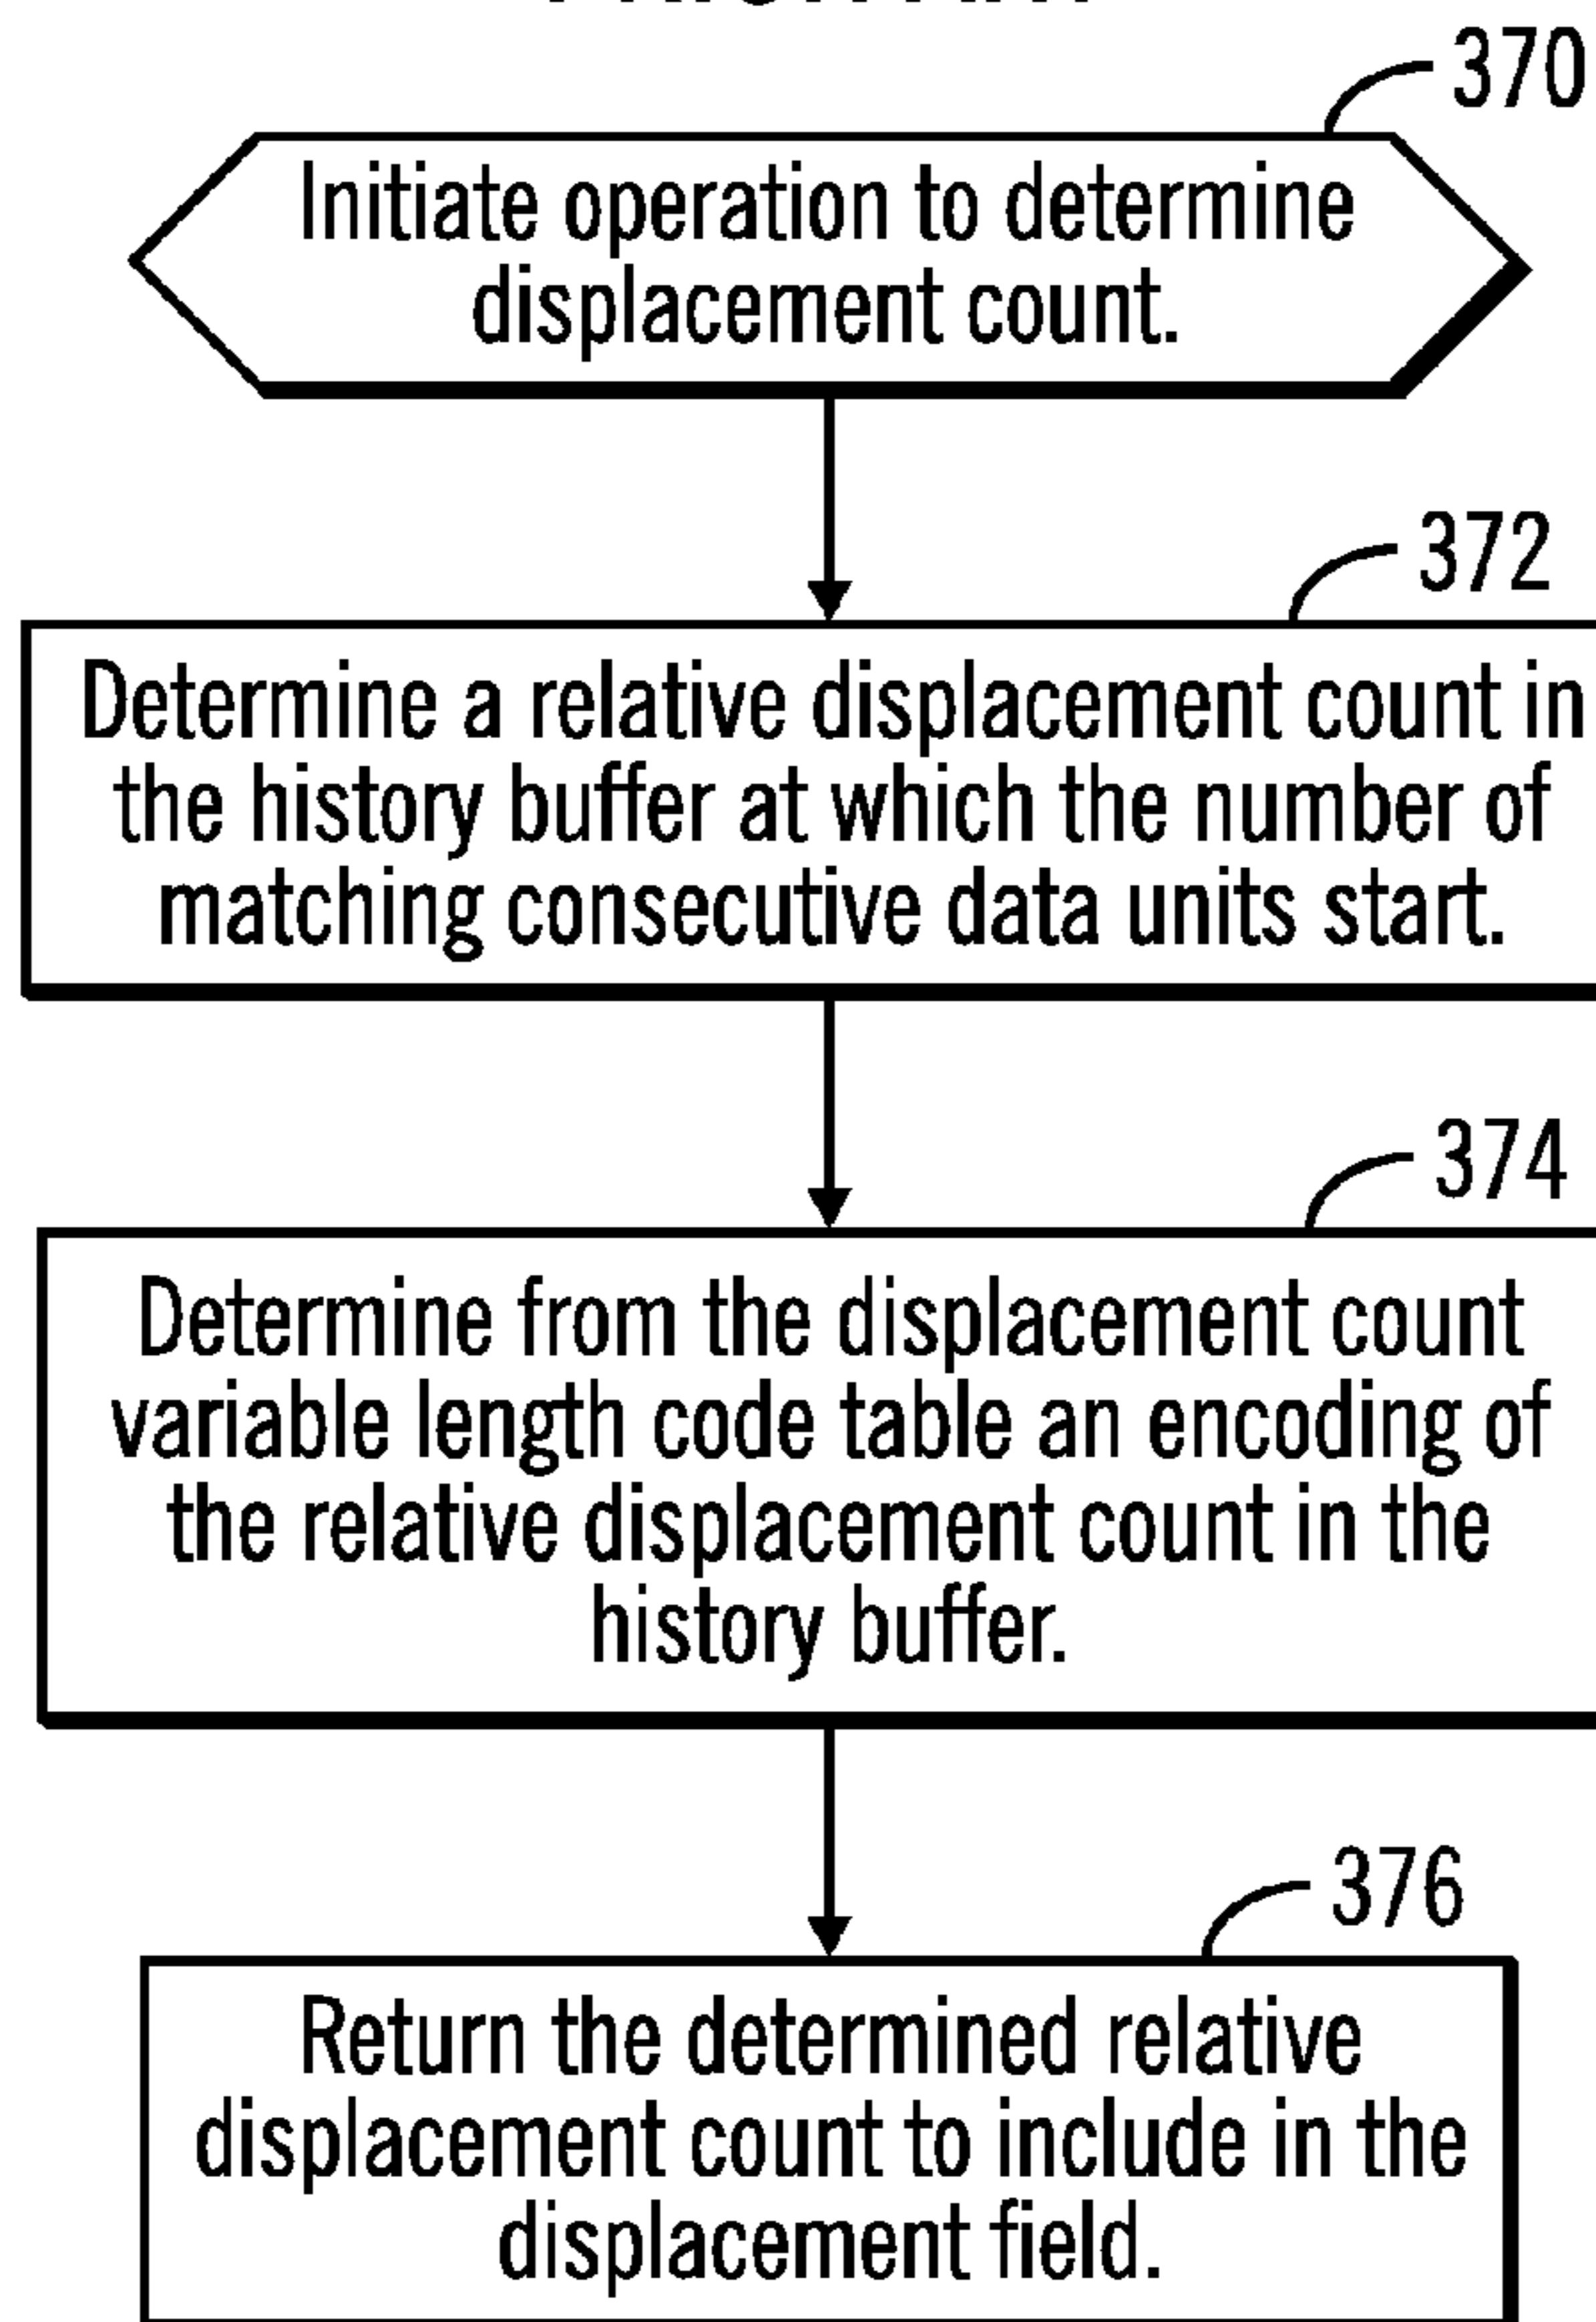 370
Initiate operation to determine
displacement count.
372
Determine a relative displacement count in
the history buffer at which the number of
matching consecutive data units start.
374
Determine from the displacement count
variable length code table an encoding of
the relative displacement count in the
history buffer.
376
Return the determined relative
displacement count to include in the
displacement field.